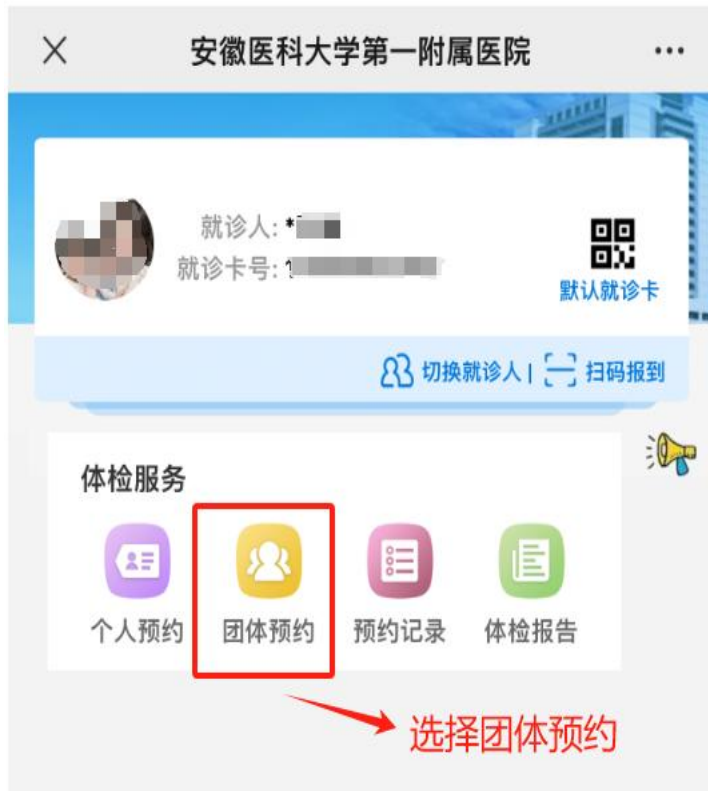 安徽医科大学第一附属医院
就诊人: *
就诊卡号:
默认就诊卡
切换就诊人 | 扫码报到
体检服务
个人预约 团体预约 预约记录 体检报告
选择团体预约